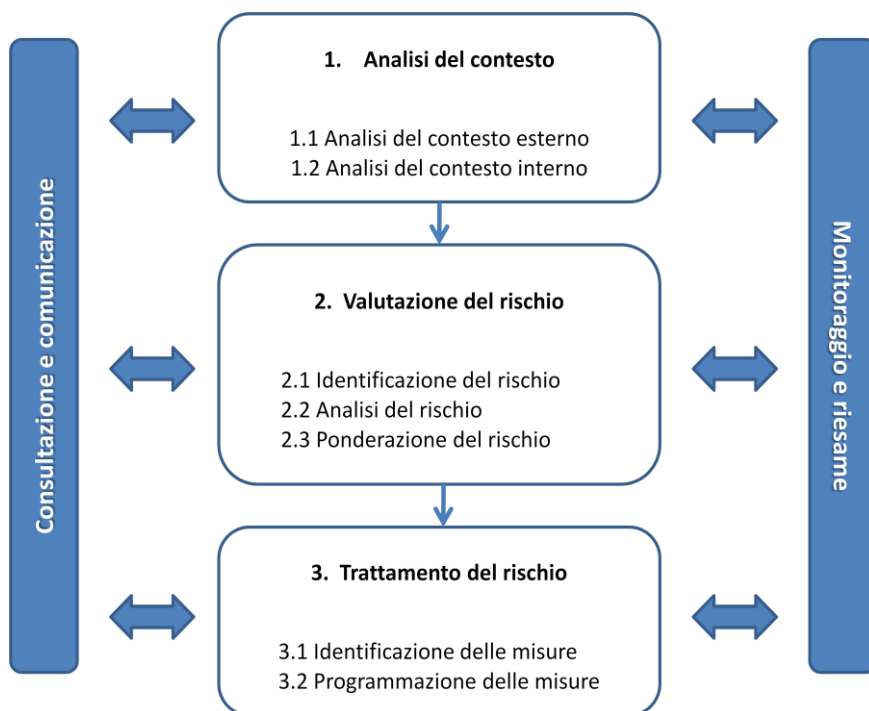 Consultazione e comunicazione
1. Analisi del contesto
1.1 Analisi del contesto esterno
1.2 Analisi del contesto interno
2. Valutazione del rischio
2.1 Identificazione del rischio
2.2 Analisi del rischio
2.3 Ponderazione del rischio
3. Trattamento del rischio
3.1 Identificazione delle misure
3.2 Programmazione delle misure
Monitoraggio e riesame